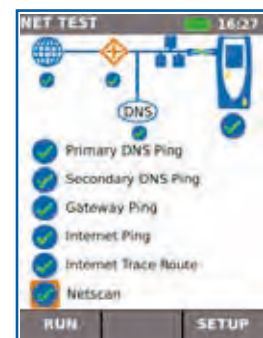 NET TEST 16:27
DNS
Primary DNS Ping
Secondary DNS Ping
Gateway Ping
Internet Ping
Internet Trace Route
Netscan
RUN SETUP